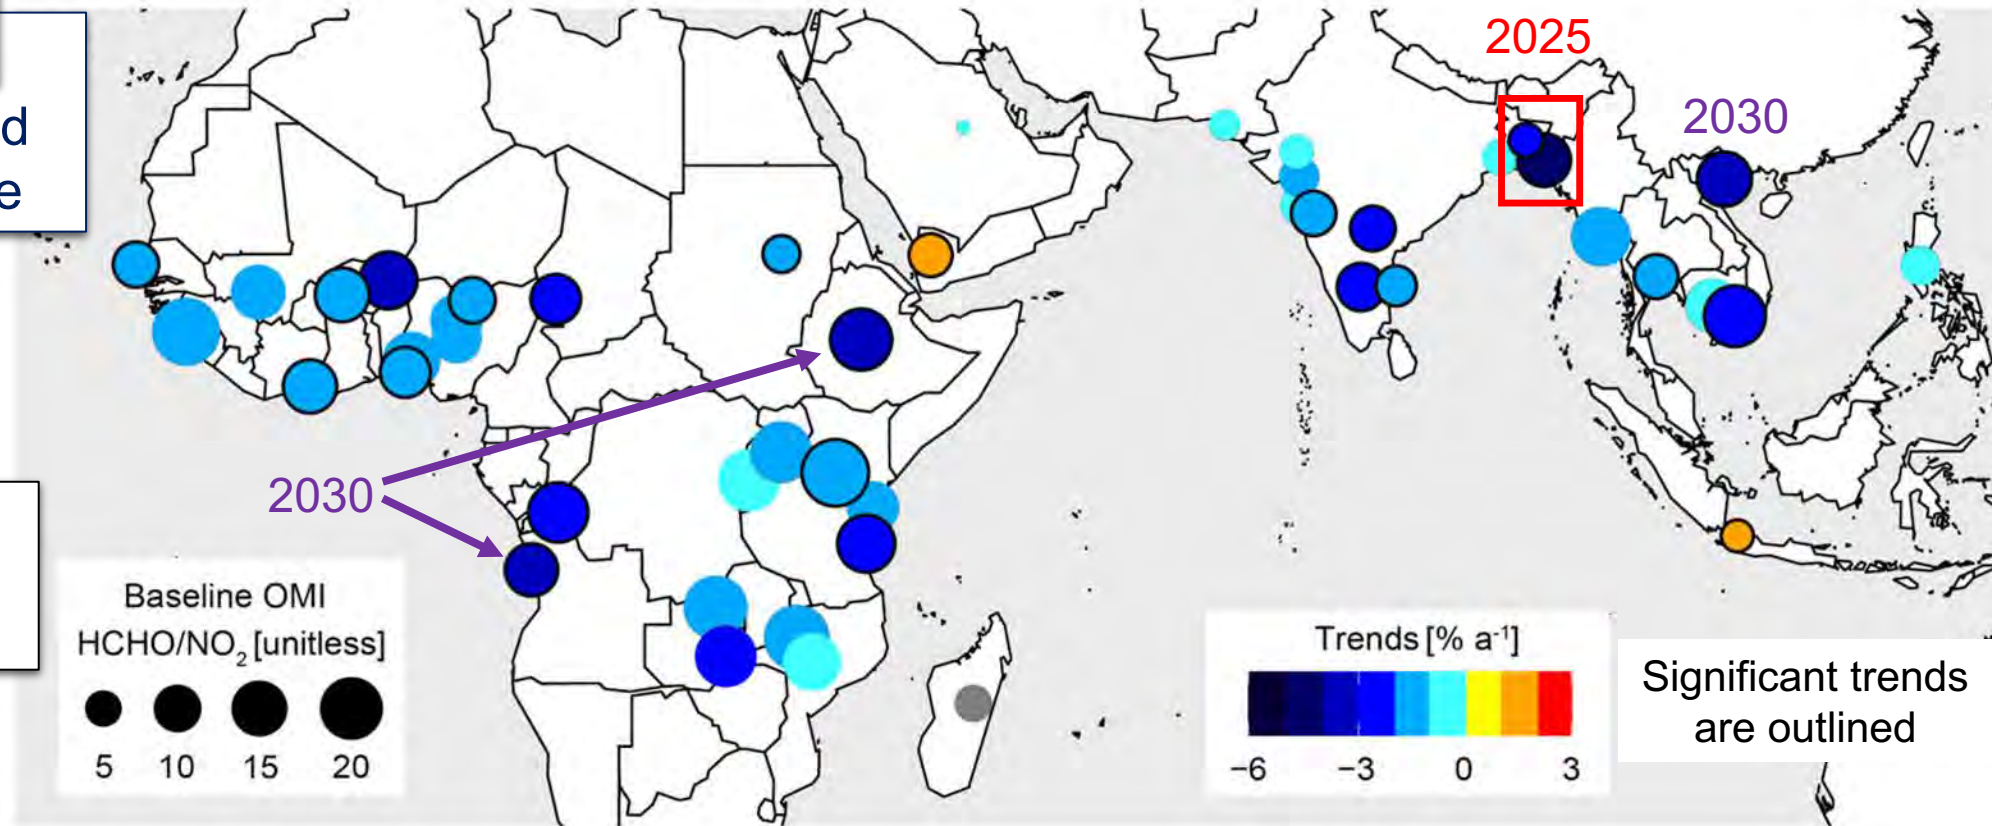 d
e
2025
2030
2030
Baseline OMI
HCHO/NO₂ [unitless]
5 10 15 20
Trends [% a⁻¹]
−6 −3 0 3
Significant trends
are outlined